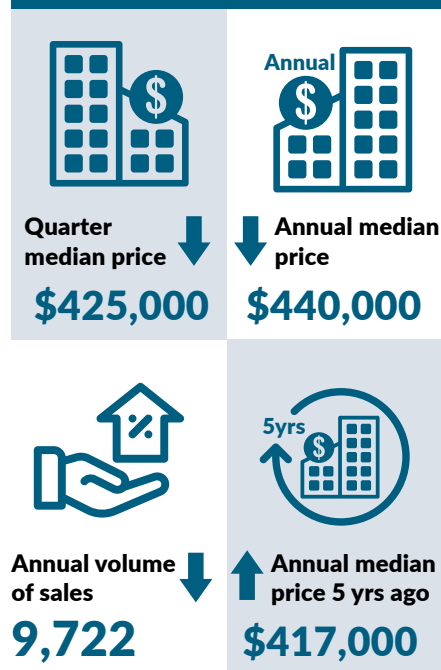 $
Annual
$
Quarter
median price
$425,000
Annual median
price
$440,000
%
Annual volume
of sales
9,722
5yrs
$
Annual median
price 5 yrs ago
$417,000